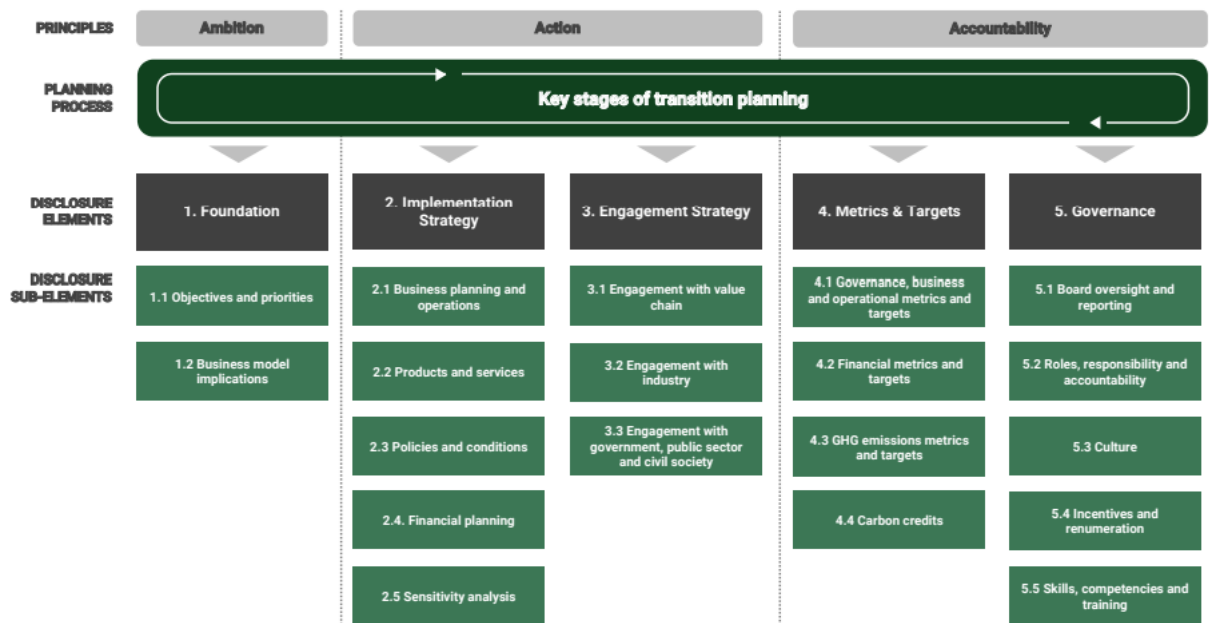 PRINCIPLES
Ambition
Action
Accountability
PLANNING
PROCESS
Key stages of transition planning
DISCLOSURE
ELEMENTS
1. Foundation
2. Implementation
Strategy
3. Engagement Strategy
4. Metrics & Targets
5. Governance
DISCLOSURE
SUB-ELEMENTS
1.1 Objectives and priorities
1.2 Business model
implications
2.1 Business planning and
operations
2.2 Products and services
2.3 Policies and conditions
2.4. Financial planning
2.5 Sensitivity analysis
3.1 Engagement with value
chain
3.2 Engagement with
industry
3.3 Engagement with
government, public sector
and civil society
4.1 Governance, business
and operational metrics and
targets
4.2 Financial metrics and
targets
4.3 GHG emissions metrics
and targets
4.4 Carbon credits
5.1 Board oversight and
reporting
5.2 Roles, responsibility and
accountability
5.3 Culture
5.4 Incentives and
renumeration
5.5 Skills, competencies and
training